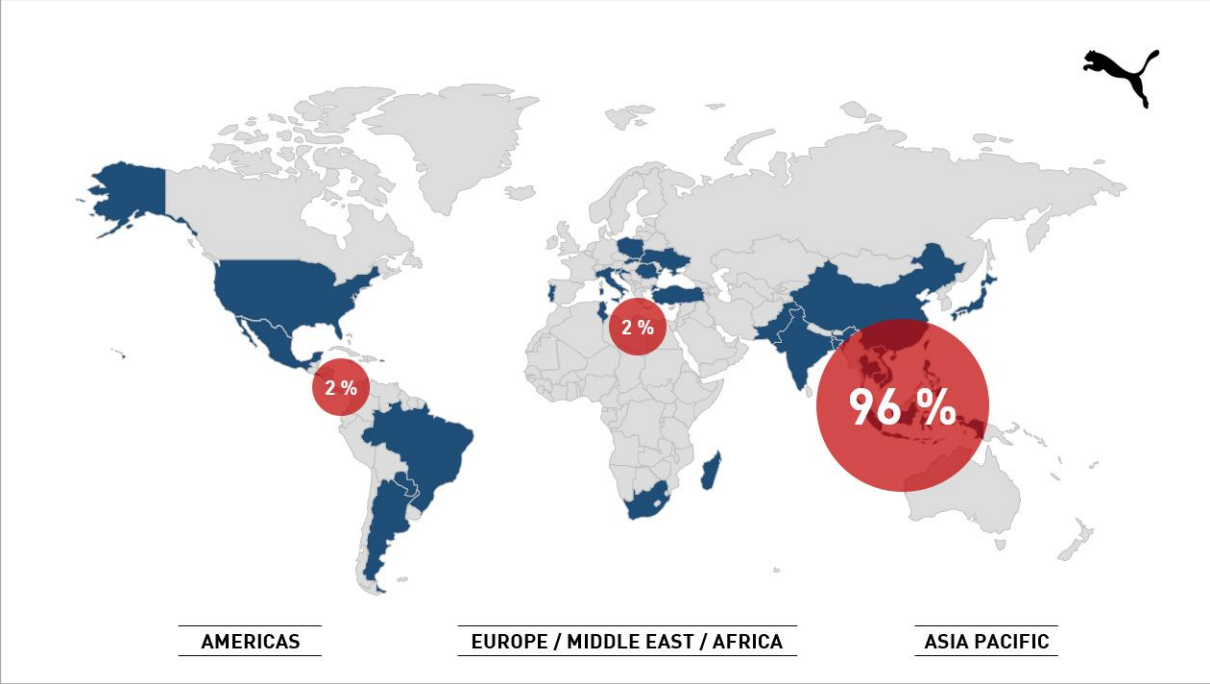 2 %
2 %
96 %
AMERICAS
EUROPE / MIDDLE EAST / AFRICA
ASIA PACIFIC